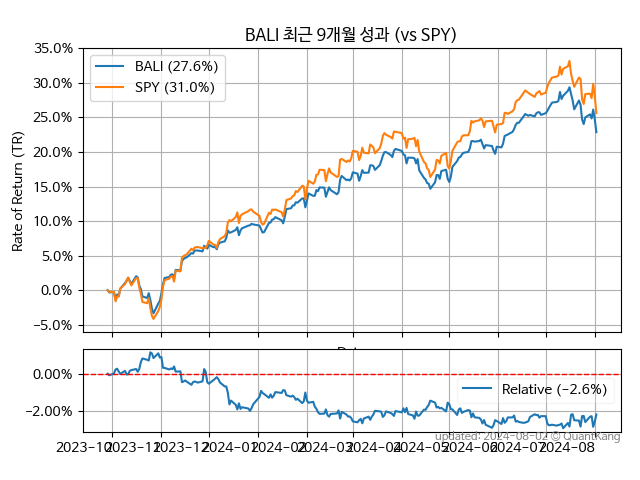 BALI 최근 9개월 성과 (vs SPY)
35.0%
30.0%
25.0%
20.0%
15.0%
10.0%
5.0%
0.0%
−5.0%
Rate of Return (TR)
BALI (27.6%)
SPY (31.0%)
0.00%
−2.00%
Relative (−2.6%)
updated: 2024-08-02 © QuantKang
2023−10 2023−11 2023−12 2024−01 2024−02 2024−03 2024−04 2024−05 2024−06 2024−07 2024−08